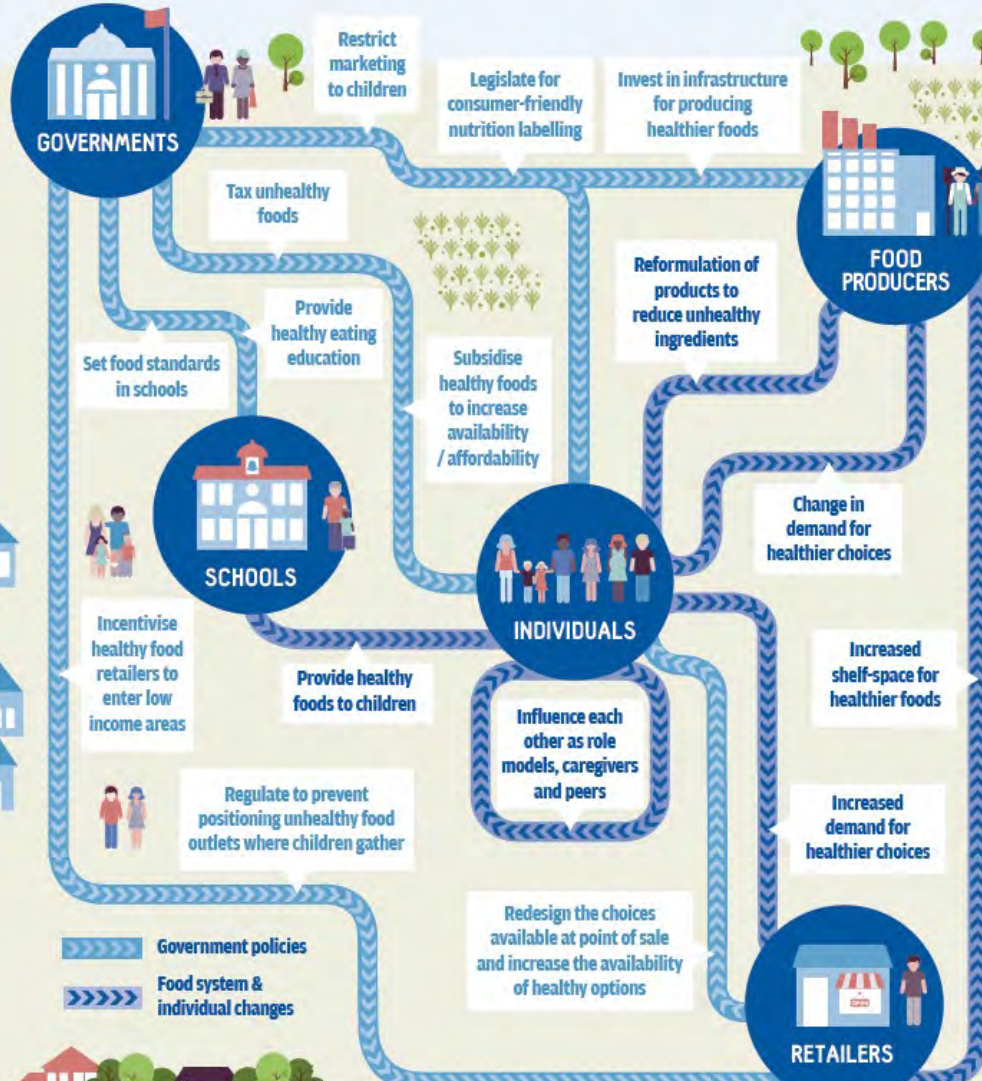 GOVERNMENTS
Restrict
marketing
to children
Legislate for
consumer-friendly
nutrition labelling
Invest in infrastructure
for producing
healthier foods
FOOD
PRODUCERS
Tax unhealthy
foods
Provide
healthy eating
education
Set food standards
in schools
Subsidise
healthy foods
to increase
availability
/ affordability
Reformulation of
products to
reduce unhealthy
ingredients
Change in
demand for
healthier choices
SCHOOLS
INDIVIDUALS
Incentivise
healthy food
retailers to
enter low
income areas
Provide healthy
foods to children
Influence each
other as role
models, caregivers
and peers
Increased
shelf-space for
healthier foods
Regulate to prevent
positioning unhealthy food
outlets where children gather
Increased
demand for
healthier choices
Redesign the choices
available at point of sale
and increase the availability
of healthy options
Government policies
Food system &
individual changes
OPEN
RETAILERS